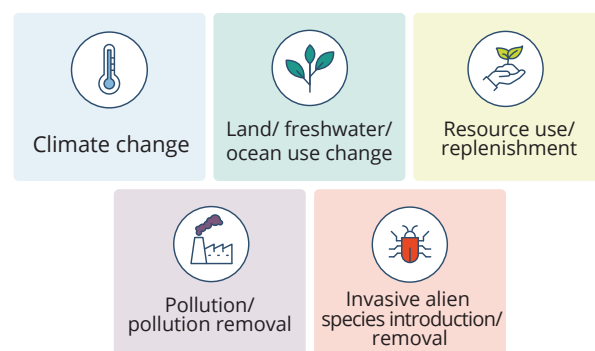 Climate change
Land/ freshwater/
ocean use change
Resource use/
replenishment
Pollution/
pollution removal
Invasive alien
species introduction/
removal